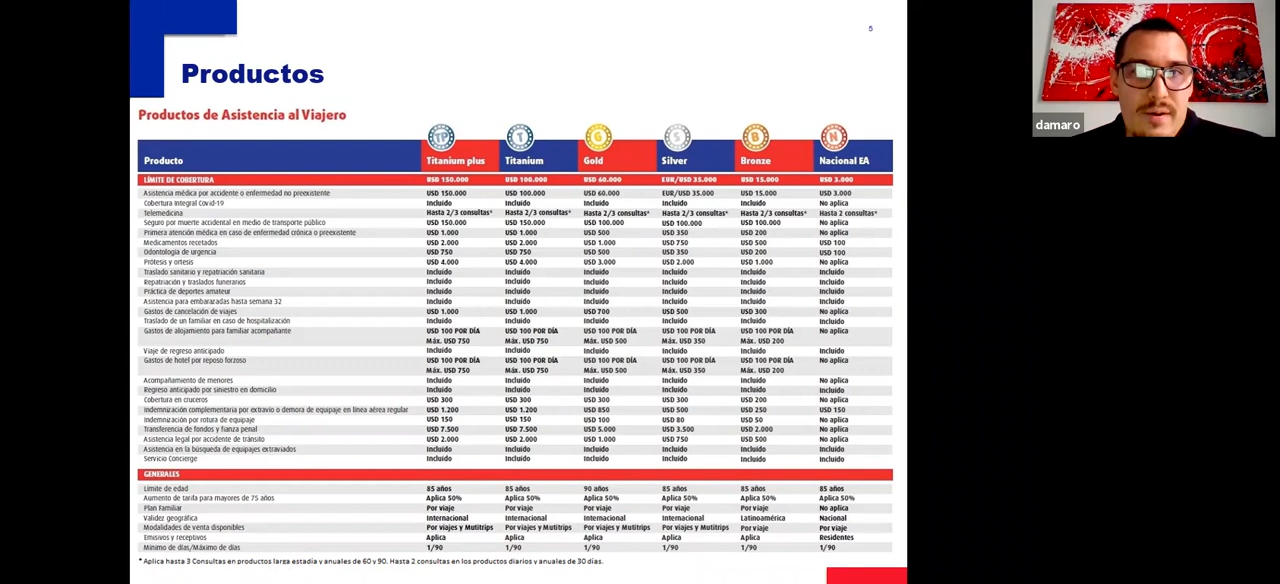 5
Productos
damaro
Productos de Asistencia al Viajero
TP T G S B N
Producto Titanium plus Titanium Gold Silver Bronze Nacional EA
LÍMITE DE COBERTURA USD 150.000 USD 100.000 USD 60.000 EUR/USD 35.000 USD 15.000 USD 3.000
Asistencia médica por accidente o enfermedad no preexistente USD 150.000 USD 100.000 USD 60.000 EUR/USD 35.000 USD 15.000 USD 3.000
Cobertura Integral Covid-19 Incluido Incluido Incluido Incluido Incluido No aplica
Telemedicina Hasta 2/3 consultas* Hasta 2/3 consultas* Hasta 2/3 consultas* Hasta 2/3 consultas* Hasta 2/3 consultas* Hasta 2 consultas*
Seguro por muerte accidental en medio de transporte público USD 150.000 USD 150.000 USD 100.000 USD 100.000 USD 100.000 No aplica
Primera atención médica en caso de enfermedad crónica o preexistente USD 1.000 USD 1.000 USD 500 USD 350 USD 200 No aplica
Medicamentos recetados USD 2.000 USD 2.000 USD 1.000 USD 750 USD 500 USD 100
Odontología de urgencia USD 750 USD 750 USD 500 USD 350 USD 200 USD 100
Prótesis y ortesis USD 4.000 USD 4.000 USD 3.000 USD 2.000 USD 1.000 No aplica
Traslado sanitario y repatriación sanitaria Incluido Incluido Incluido Incluido Incluido Incluido
Repatriación y traslados funerarios Incluido Incluido Incluido Incluido Incluido Incluido
Práctica de deportes amateur Incluido Incluido Incluido Incluido Incluido Incluido
Asistencia para embarazadas hasta semana 32 Incluido Incluido Incluido Incluido Incluido Incluido
Gastos de cancelación de viajes USD 1.000 USD 1.000 USD 700 USD 500 USD 300 No aplica
Traslado de un familiar en caso de hospitalización Incluido Incluido Incluido Incluido Incluido Incluido
Gastos de alojamiento para familiar acompañante USD 100 POR DÍA USD 100 POR DÍA USD 100 POR DÍA USD 100 POR DÍA USD 100 POR DÍA No aplica
Máx. USD 750 Máx. USD 750 Máx. USD 500 Máx. USD 350 Máx. USD 200
Viaje de regreso anticipado Incluido Incluido Incluido Incluido Incluido Incluido
Gastos de hotel por reposo forzoso USD 100 POR DÍA USD 100 POR DÍA USD 100 POR DÍA USD 100 POR DÍA USD 100 POR DÍA No aplica
Máx. USD 750 Máx. USD 750 Máx. USD 500 Máx. USD 350 Máx. USD 200
Acompañamiento de menores Incluido Incluido Incluido Incluido Incluido No aplica
Regreso anticipado por siniestro en domicilio Incluido Incluido Incluido Incluido Incluido Incluido
Cobertura en cruceros USD 300 USD 300 USD 300 USD 300 USD 200 No aplica
Indemnización complementaria por extravío o demora de equipaje en línea aérea regular USD 1.200 USD 1.200 USD 850 USD 500 USD 250 USD 150
Indemnización por rotura de equipaje USD 150 USD 150 USD 100 USD 80 USD 50 No aplica
Transferencia de fondos y fianza penal USD 7.500 USD 7.500 USD 5.000 USD 3.500 USD 2.000 No aplica
Asistencia legal por accidente de tránsito USD 2.000 USD 2.000 USD 1.000 USD 750 USD 500 No aplica
Asistencia en la búsqueda de equipajes extraviados Incluido Incluido Incluido Incluido Incluido Incluido
Servicio Concierge Incluido Incluido Incluido Incluido Incluido Incluido
GENERALES
Límite de edad 85 años 85 años 90 años 85 años 85 años 85 años
Aumento de tarifa para mayores de 75 años Aplica 50% Aplica 50% Aplica 50% Aplica 50% Aplica 50% Aplica 50%
Plan Familiar Por viaje Por viaje Por viaje Por viaje Por viaje No aplica
Validez geográfica Internacional Internacional Internacional Internacional Latinoamérica Nacional
Modalidades de venta disponibles Por viajes y Mutitrips Por viajes y Mutitrips Por viajes y Mutitrips Por viajes y Mutitrips Por viaje Por viaje
Emisivos y receptivos Aplica Aplica Aplica Aplica Aplica Residentes
Mínimo de días/Máximo de días 1/90 1/90 1/90 1/90 1/90 1/90
* Aplica hasta 3 Consultas en productos larga estadía y anuales de 60 y 90. Hasta 2 consultas en los productos diarios y anuales de 30 días.